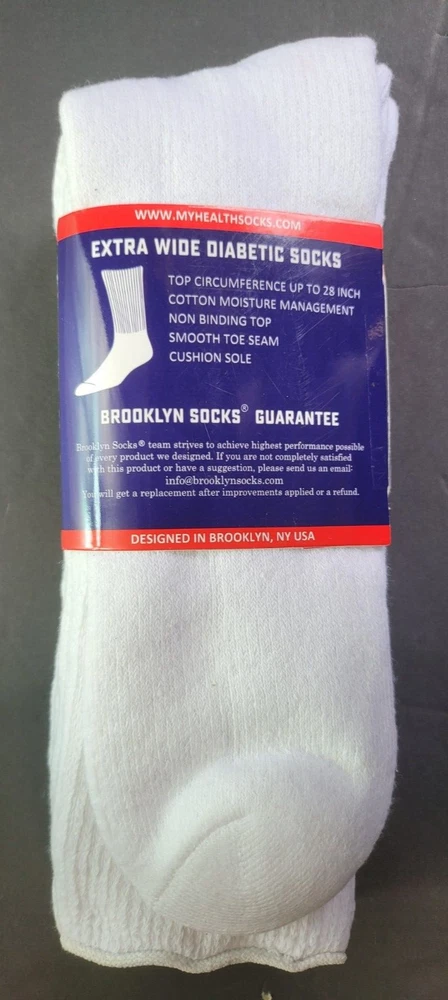 WWW.MYHEALTHSOCKS.COM
EXTRA WIDE DIABETIC SOCKS
TOP CIRCUMFERENCE UP TO 28 INCH
COTTON MOISTURE MANAGEMENT
NON BINDING TOP
SMOOTH TOE SEAM
CUSHION SOLE
BROOKLYN SOCKS® GUARANTEE
Brooklyn Socks® team strives to achieve highest performance possible
of every product we designed. If you are not completely satisfied
with this product or have a suggestion, please send us an email:
info@brooklynsocks.com
You will get a replacement after improvements applied or a refund.
DESIGNED IN BROOKLYN, NY USA